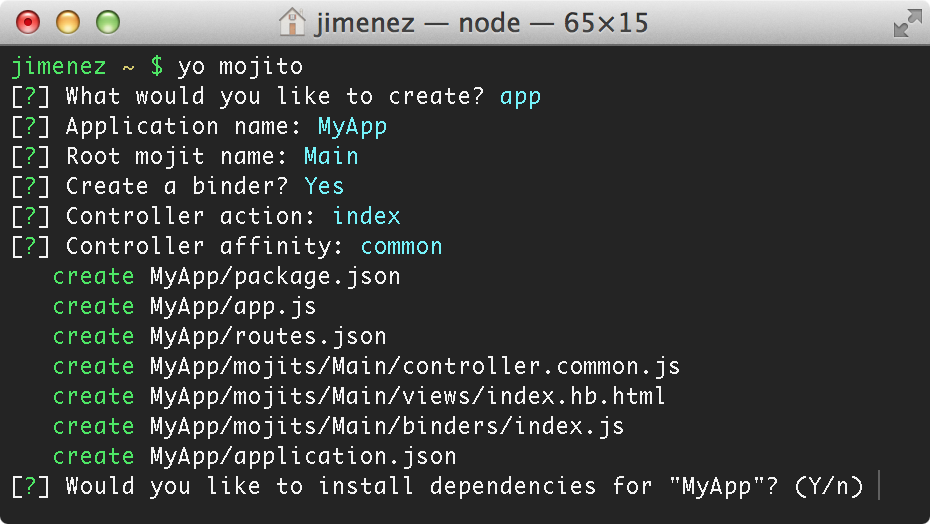 jimenez — node — 65×15
jimenez ~ $ yo mojito
[?] What would you like to create? app
[?] Application name: MyApp
[?] Root mojit name: Main
[?] Create a binder? Yes
[?] Controller action: index
[?] Controller affinity: common
create MyApp/package.json
create MyApp/app.js
create MyApp/routes.json
create MyApp/mojits/Main/controller.common.js
create MyApp/mojits/Main/views/index.hb.html
create MyApp/mojits/Main/binders/index.js
create MyApp/application.json
[?] Would you like to install dependencies for "MyApp"? (Y/n)